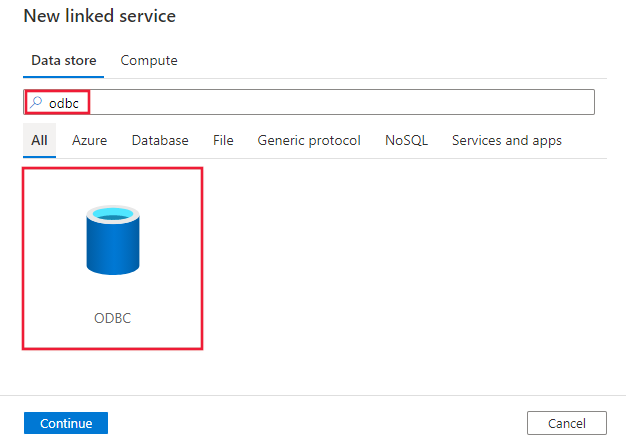 New linked service
Data store Compute
odbc
All Azure Database File Generic protocol NoSQL Services and apps
ODBC
Continue Cancel